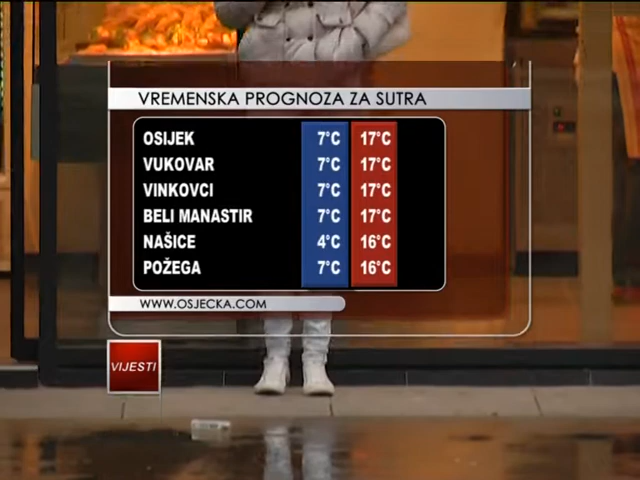 VREMENSKA PROGNOZA ZA SUTRA
OSIJEK 7°C 17°C
VUKOVAR 7°C 17°C
VINKOVCI 7°C 17°C
BELI MANASTIR 7°C 17°C
NAŠICE 4°C 16°C
POŽEGA 7°C 16°C
WWW.OSJECKA.COM
VIJESTI